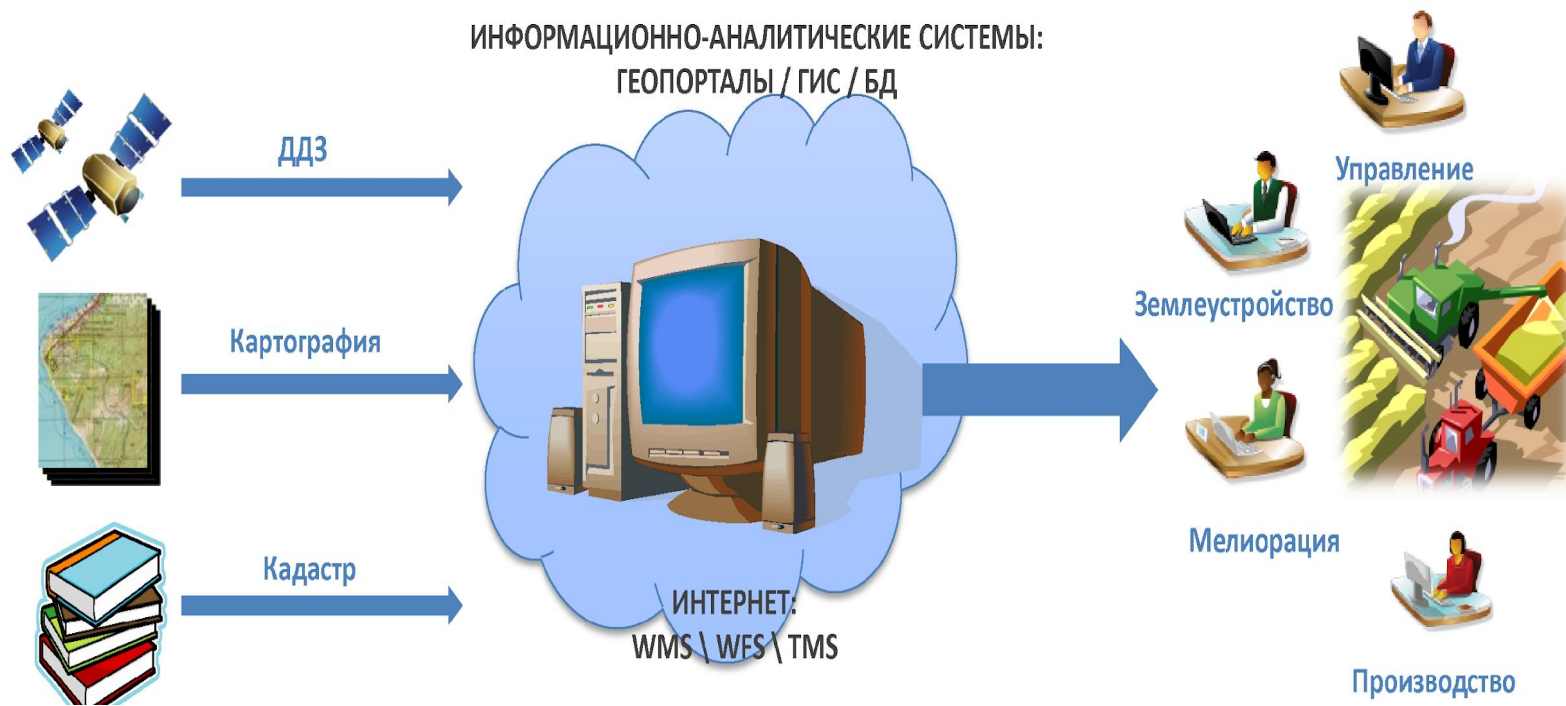 ИНФОРМАЦИОННО-АНАЛИТИЧЕСКИЕ СИСТЕМЫ:
ГЕОПОРТАЛЫ / ГИС / БД
ДДЗ
Картография
Кадастр
ИНТЕРНЕТ:
WMS \ WFS \ TMS
Управление
Землеустройство
Мелиорация
Производство